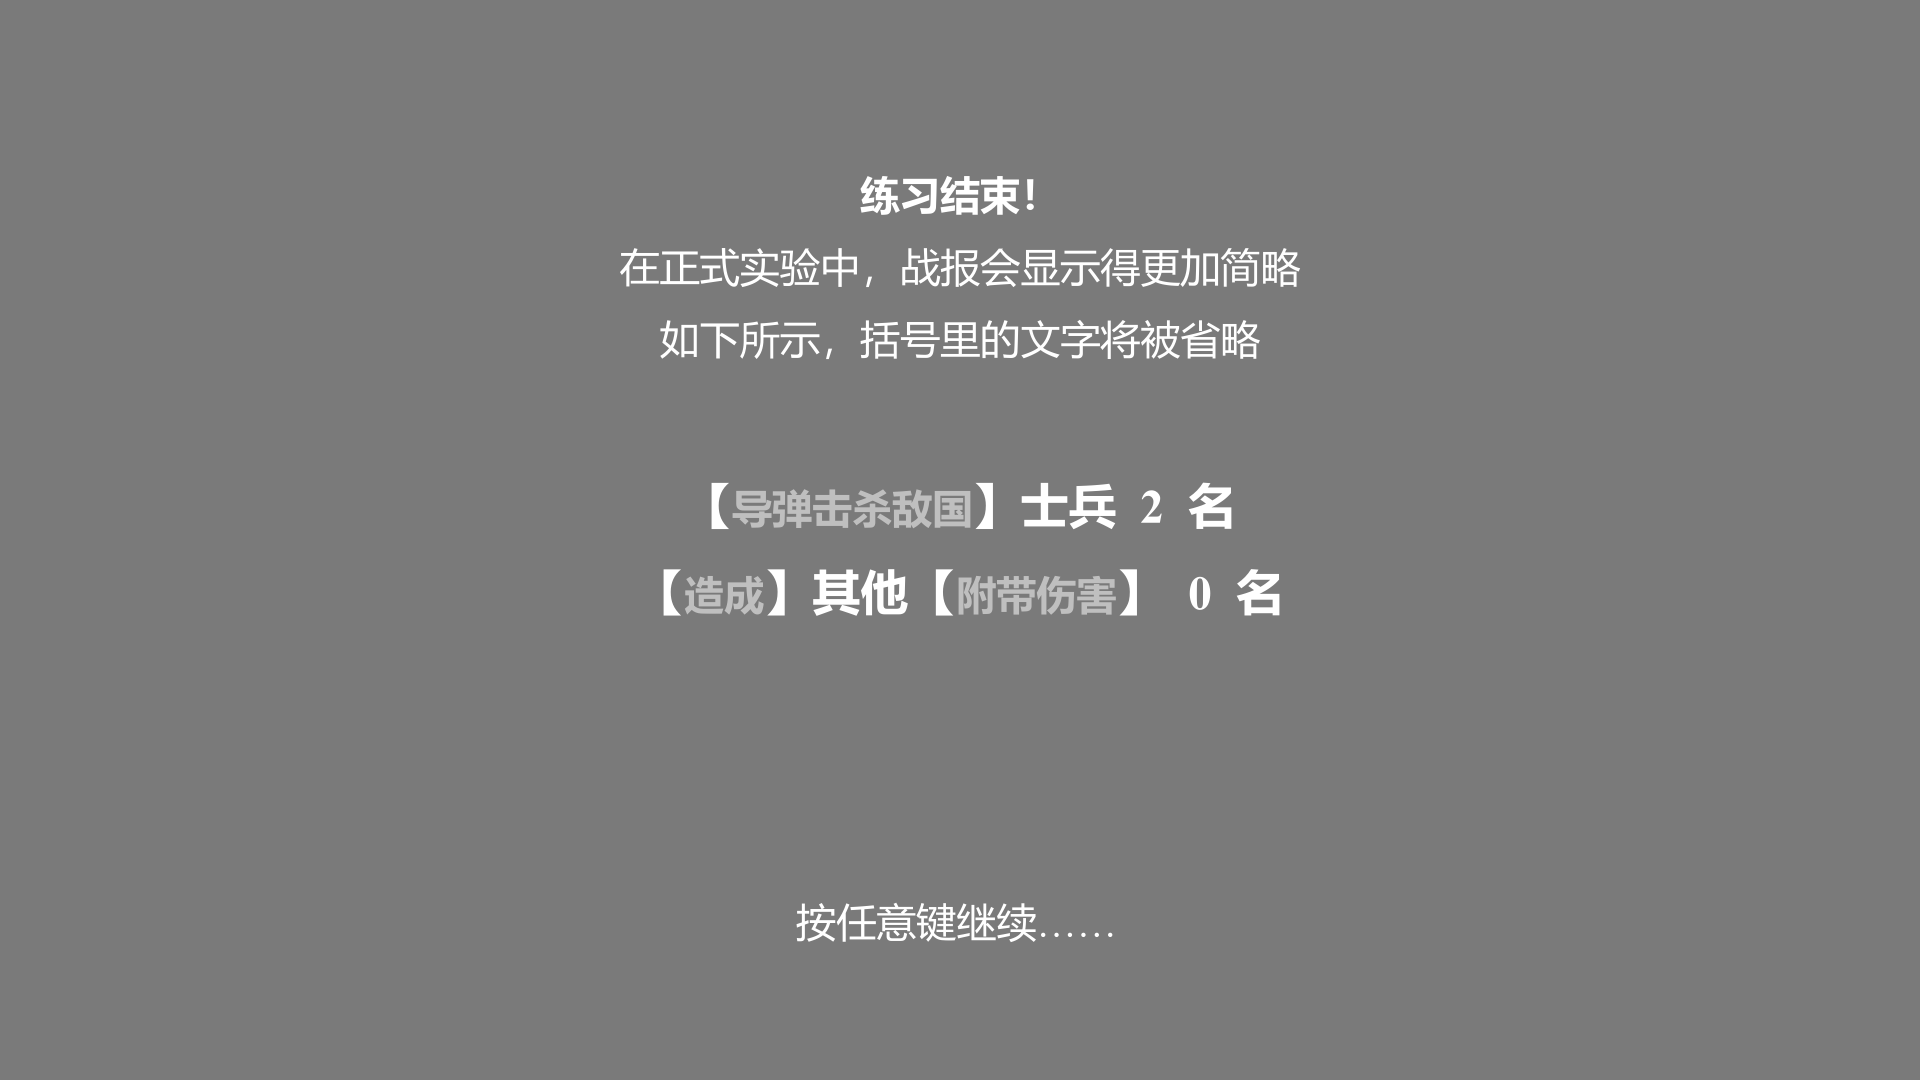 练习结束！
在正式实验中，战报会显示得更加简略
如下所示，括号里的文字将被省略
【导弹击杀敌国】士兵 2 名
【造成】其他【附带伤害】 0 名
按任意键继续……